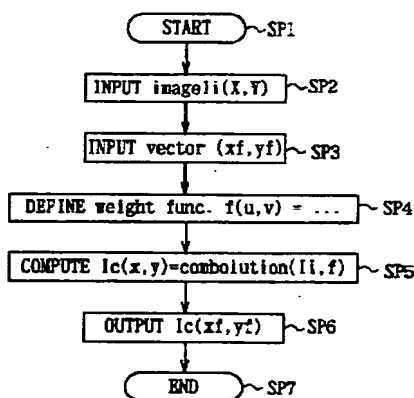 START SP1
INPUT imageIi(X,Y) SP2
INPUT vector (xf,yf) SP3
DEFINE weight func. f(u,v) = ... SP4
COMPUTE Ic(x,y)=combolution(Ii,f) SP5
OUTPUT Ic(xf,yf) SP6
END SP7